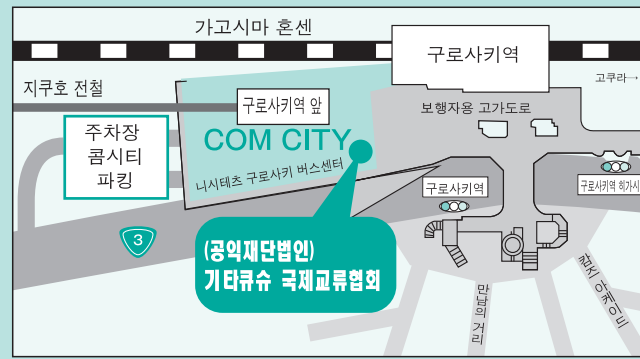 가고시마 혼센
구로사키역
고쿠라→
지쿠호 전철
구로사키역 앞
보행자용 고가도로
주차장
콤시티
파킹
COM CITY
니시테츠 구로사키 버스센터
구로사키역
구로사키역 히가시
3
(공익재단법인)
기타큐슈 국제교류협회
만남의 거리
캄즈 아케이드